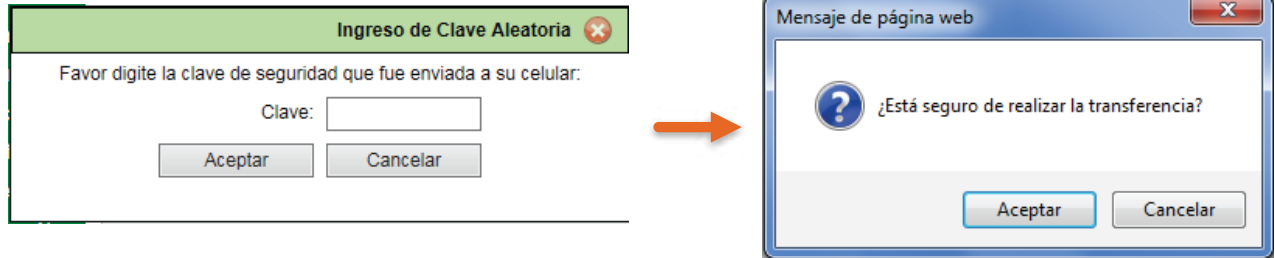 Ingreso de Clave Aleatoria
Favor digite la clave de seguridad que fue enviada a su celular:
Clave:
Aceptar Cancelar
Mensaje de página web
¿Está seguro de realizar la transferencia?
Aceptar Cancelar